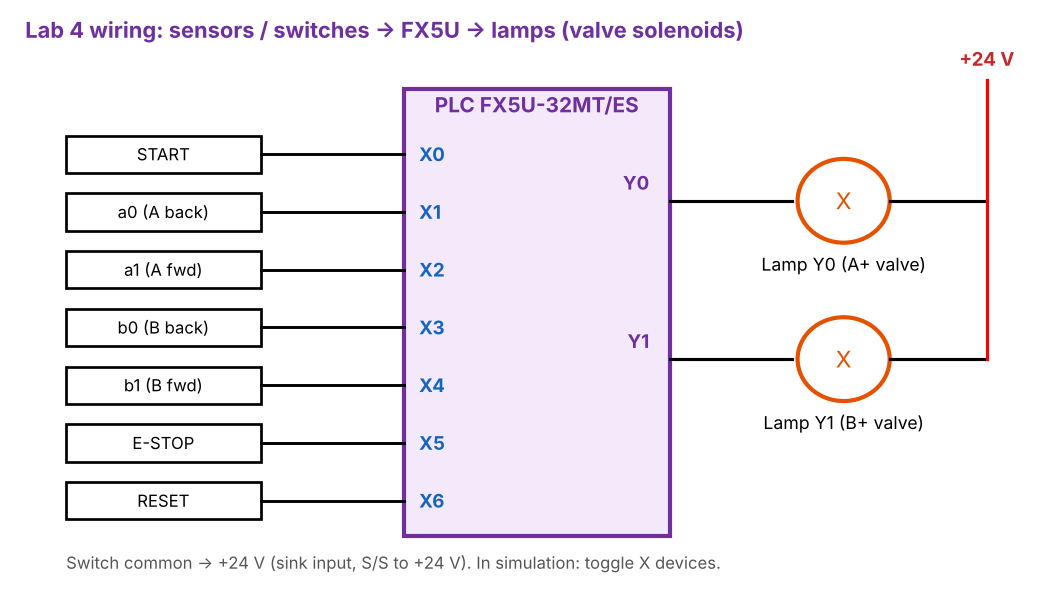 Lab 4 wiring: sensors / switches → FX5U → lamps (valve solenoids)
+24 V
PLC FX5U-32MT/ES
START
X0
Y0
X
a0 (A back)
X1
a1 (A fwd)
X2
Lamp Y0 (A+ valve)
b0 (B back)
X3
Y1
X
b1 (B fwd)
X4
Lamp Y1 (B+ valve)
E-STOP
X5
RESET
X6
Switch common → +24 V (sink input, S/S to +24 V). In simulation: toggle X devices.